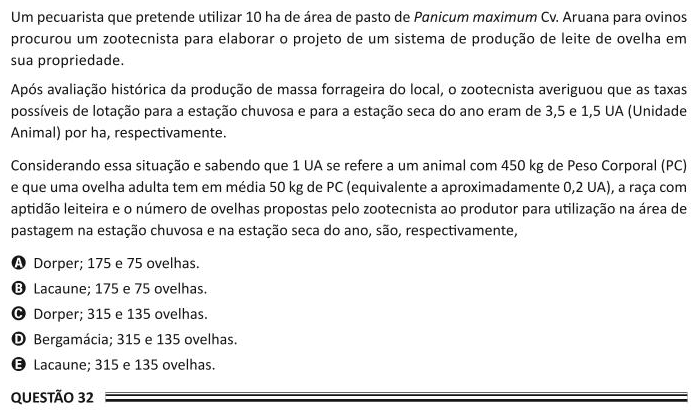 Um pecuarista que pretende utilizar 10 ha de área de pasto de Panicum maximum Cv. Aruana para ovinos
procurou um zootecnista para elaborar o projeto de um sistema de produção de leite de ovelha em
sua propriedade.
Após avaliação histórica da produção de massa forrageira do local, o zootecnista averiguou que as taxas
possíveis de lotação para a estação chuvosa e para a estação seca do ano eram de 3,5 e 1,5 UA (Unidade
Animal) por ha, respectivamente.
Considerando essa situação e sabendo que 1 UA se refere a um animal com 450 kg de Peso Corporal (PC)
e que uma ovelha adulta tem em média 50 kg de PC (equivalente a aproximadamente 0,2 UA), a raça com
aptidão leiteira e o número de ovelhas propostas pelo zootecnista ao produtor para utilização na área de
pastagem na estação chuvosa e na estação seca do ano, são, respectivamente,
A Dorper; 175 e 75 ovelhas.
B Lacaune; 175 e 75 ovelhas.
C Dorper; 315 e 135 ovelhas.
D Bergamácia; 315 e 135 ovelhas.
E Lacaune; 315 e 135 ovelhas.
QUESTÃO 32